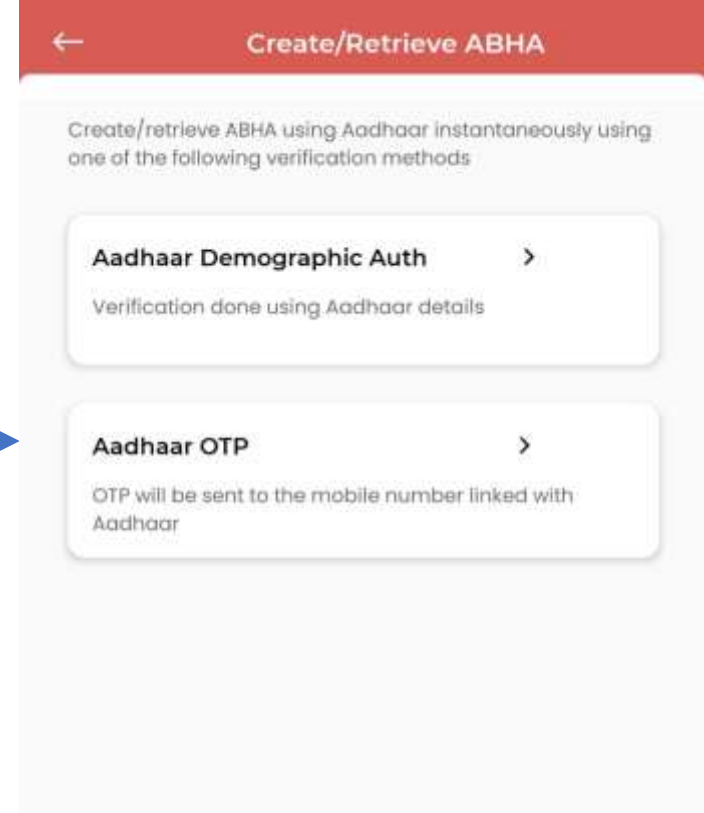 Create/Retrieve ABHA
Create/retrieve ABHA using Aadhaar instantaneously using
one of the following verification methods
Aadhaar Demographic Auth
Verification done using Aadhaar details
Aadhaar OTP
OTP will be sent to the mobile number linked with
Aadhaar